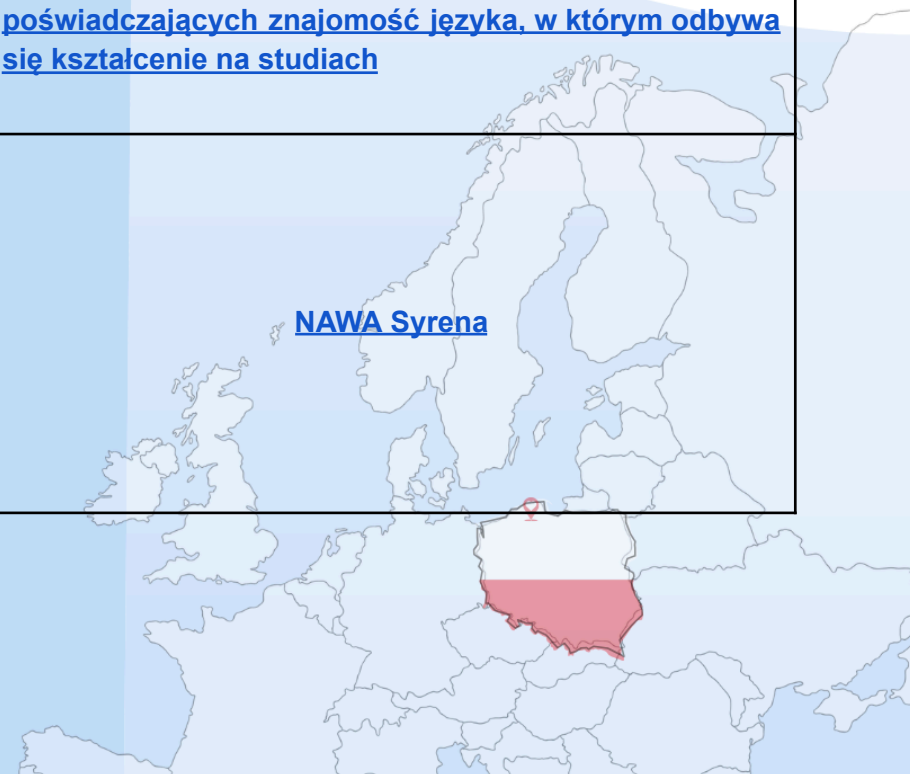 poświadczających znajomość języka, w którym odbywa
się kształcenie na studiach
NAWA Syrena